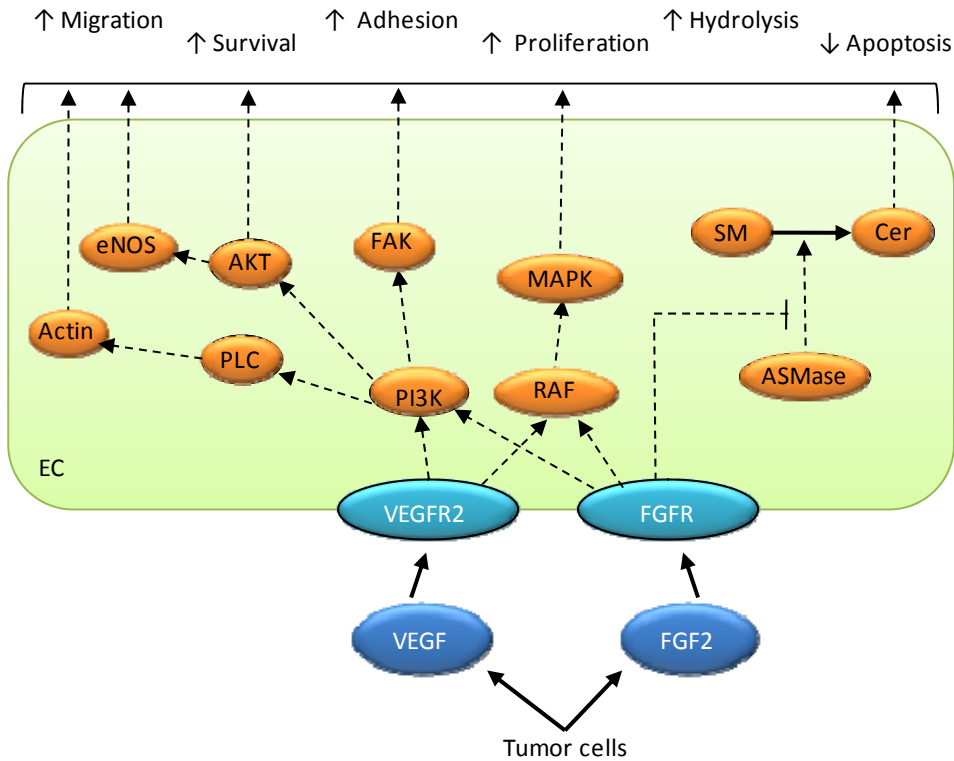 ↑ Migration
↑ Survival
↑ Adhesion
↑ Proliferation
↑ Hydrolysis
↓ Apoptosis
eNOS
AKT
FAK
SM
Cer
MAPK
Actin
PLC
PI3K
RAF
ASMase
EC
VEGFR2
FGFR
VEGF
FGF2
Tumor cells